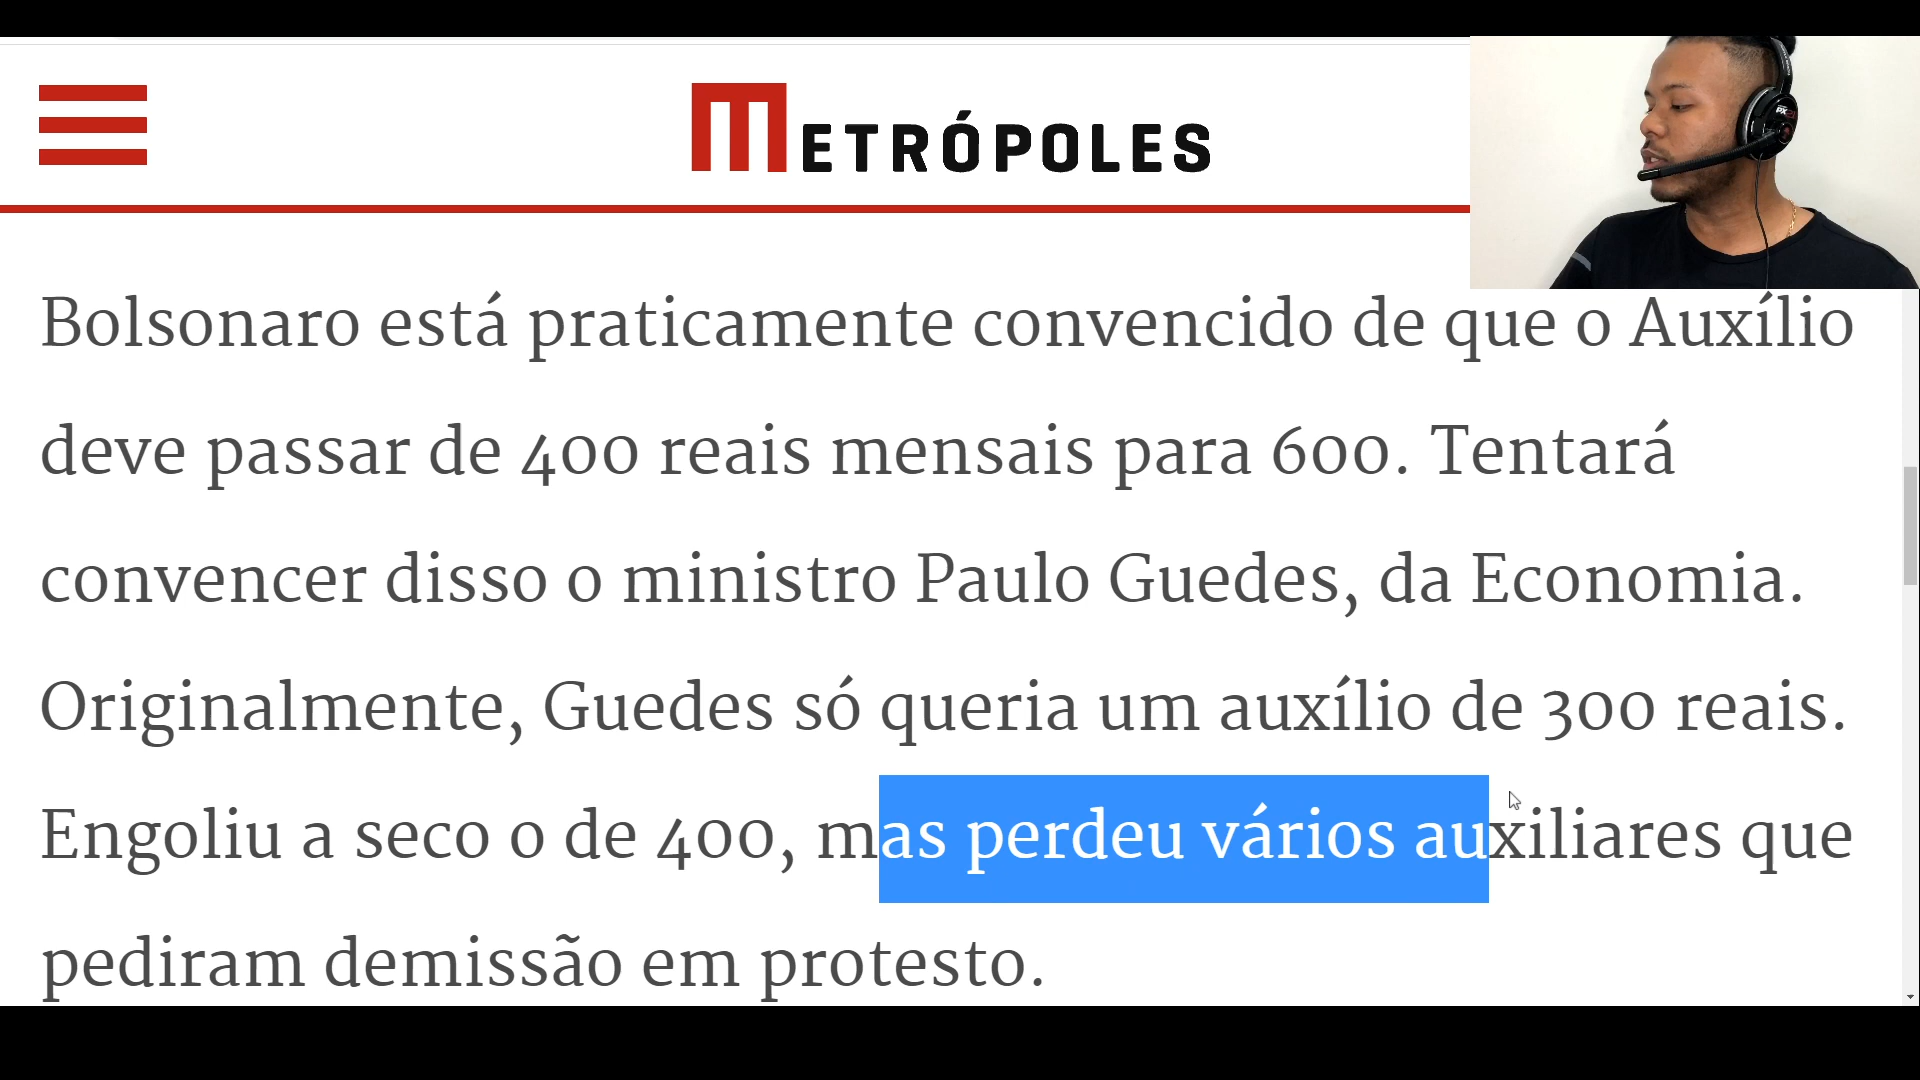 METRÓPOLES
Bolsonaro está praticamente convencido de que o Auxílio
deve passar de 400 reais mensais para 600. Tentará
convencer disso o ministro Paulo Guedes, da Economia.
Originalmente, Guedes só queria um auxílio de 300 reais.
Engoliu a seco o de 400, mas perdeu vários auxiliares que
pediram demissão em protesto.